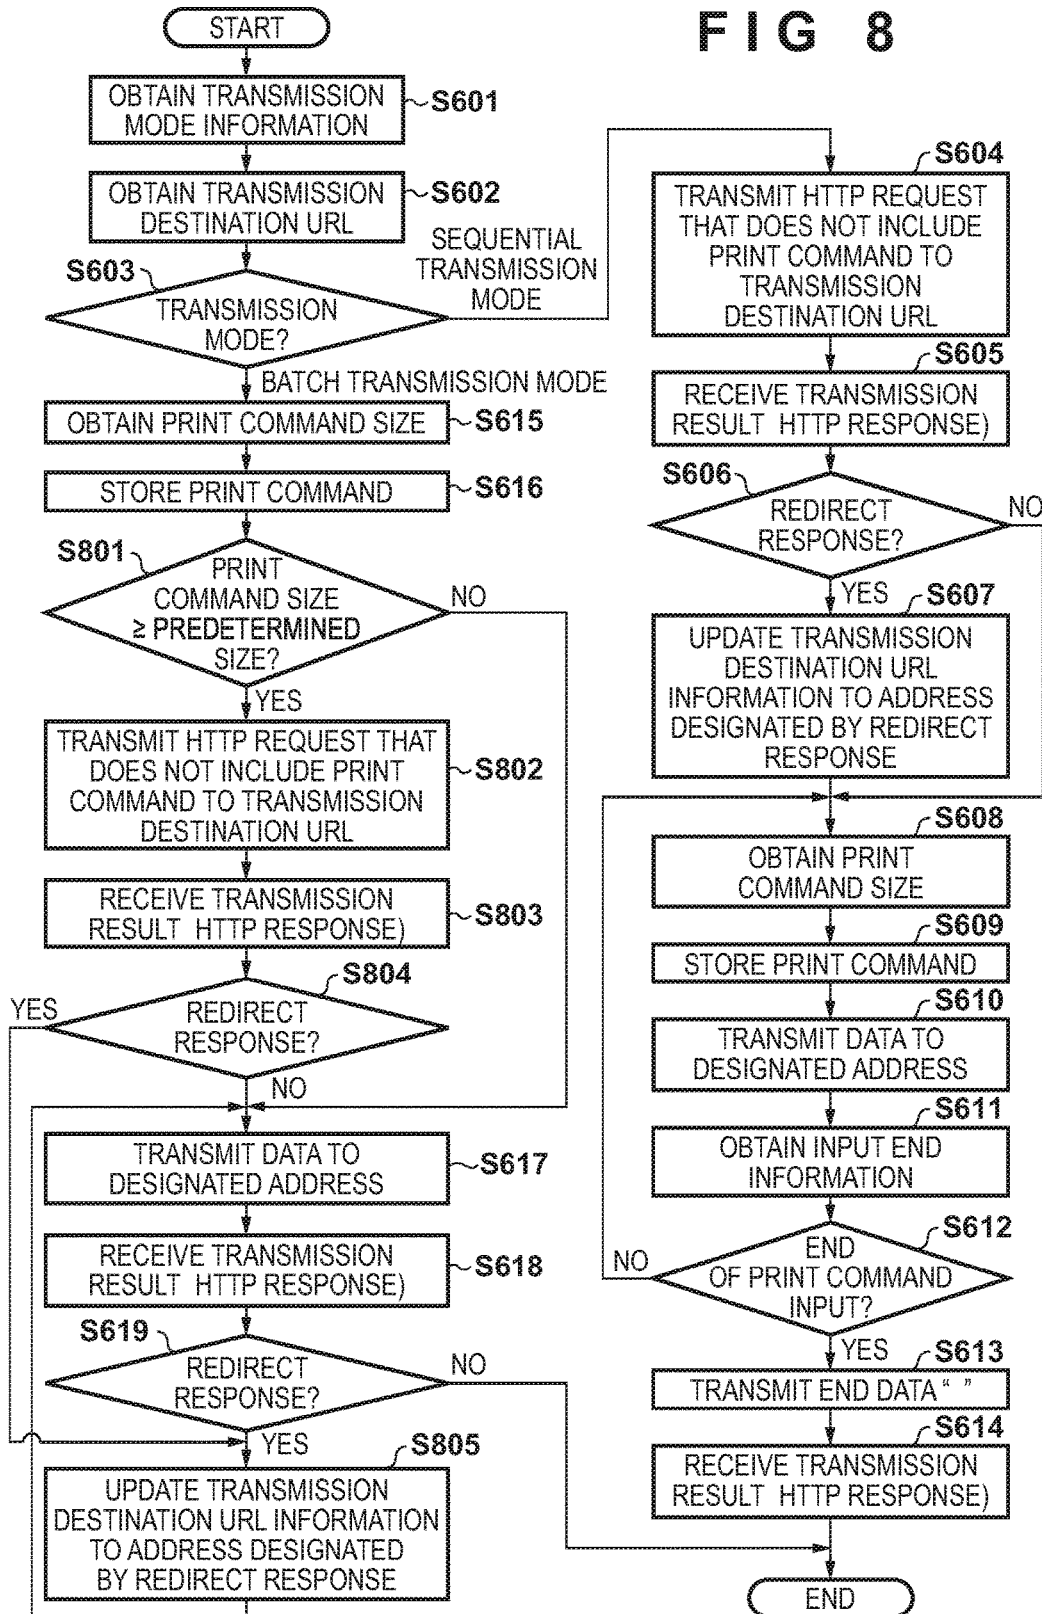 FIG 8
START
OBTAIN TRANSMISSION
MODE INFORMATION
S601
OBTAIN TRANSMISSION
DESTINATION URL
S602
S603
TRANSMISSION
MODE?
SEQUENTIAL
TRANSMISSION
MODE
BATCH TRANSMISSION MODE
OBTAIN PRINT COMMAND SIZE
S615
STORE PRINT COMMAND
S616
S801
PRINT
COMMAND SIZE
≥ PREDETERMINED
SIZE?
NO
YES
TRANSMIT HTTP REQUEST THAT
DOES NOT INCLUDE PRINT
COMMAND TO TRANSMISSION
DESTINATION URL
S802
RECEIVE TRANSMISSION
RESULT HTTP RESPONSE)
S803
S804
YES
REDIRECT
RESPONSE?
NO
TRANSMIT DATA TO
DESIGNATED ADDRESS
S617
RECEIVE TRANSMISSION
RESULT HTTP RESPONSE)
S618
S619
REDIRECT
RESPONSE?
NO
YES
S805
UPDATE TRANSMISSION
DESTINATION URL INFORMATION
TO ADDRESS DESIGNATED
BY REDIRECT RESPONSE
S604
TRANSMIT HTTP REQUEST
THAT DOES NOT INCLUDE
PRINT COMMAND TO
TRANSMISSION
DESTINATION URL
S605
RECEIVE TRANSMISSION
RESULT HTTP RESPONSE)
S606
REDIRECT
RESPONSE?
NO
YES
S607
UPDATE TRANSMISSION
DESTINATION URL
INFORMATION TO ADDRESS
DESIGNATED BY REDIRECT
RESPONSE
S608
OBTAIN PRINT
COMMAND SIZE
S609
STORE PRINT COMMAND
S610
TRANSMIT DATA TO
DESIGNATED ADDRESS
S611
OBTAIN INPUT END
INFORMATION
S612
NO
END
OF PRINT COMMAND
INPUT?
YES
S613
TRANSMIT END DATA “ ”
S614
RECEIVE TRANSMISSION
RESULT HTTP RESPONSE)
END